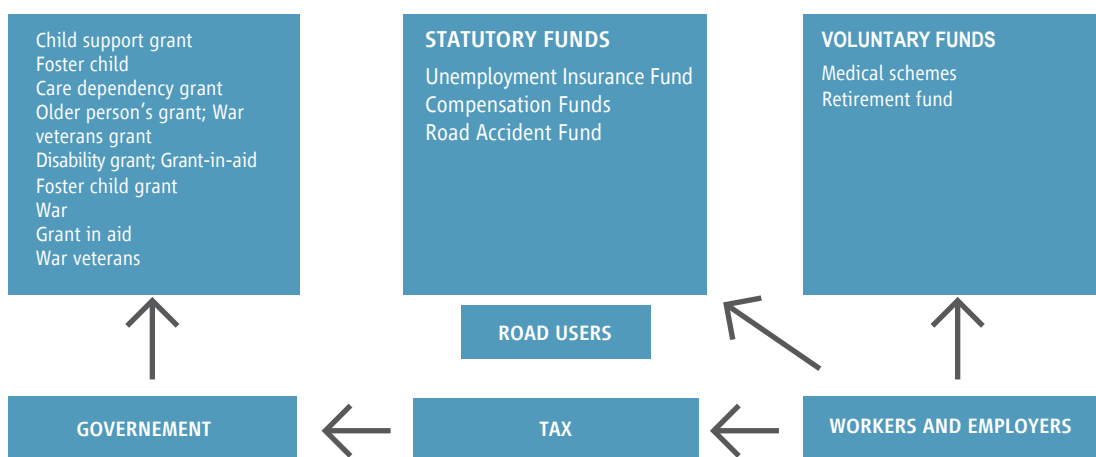 Child support grant
Foster child
Care dependency grant
Older person's grant; War
veterans grant
Disability grant; Grant-in-aid
Foster child grant
War
Grant in aid
War veterans
STATUTORY FUNDS
Unemployment Insurance Fund
Compensation Funds
Road Accident Fund
VOLUNTARY FUNDS
Medical schemes
Retirement fund
ROAD USERS
GOVERNEMENT
TAX
WORKERS AND EMPLOYERS